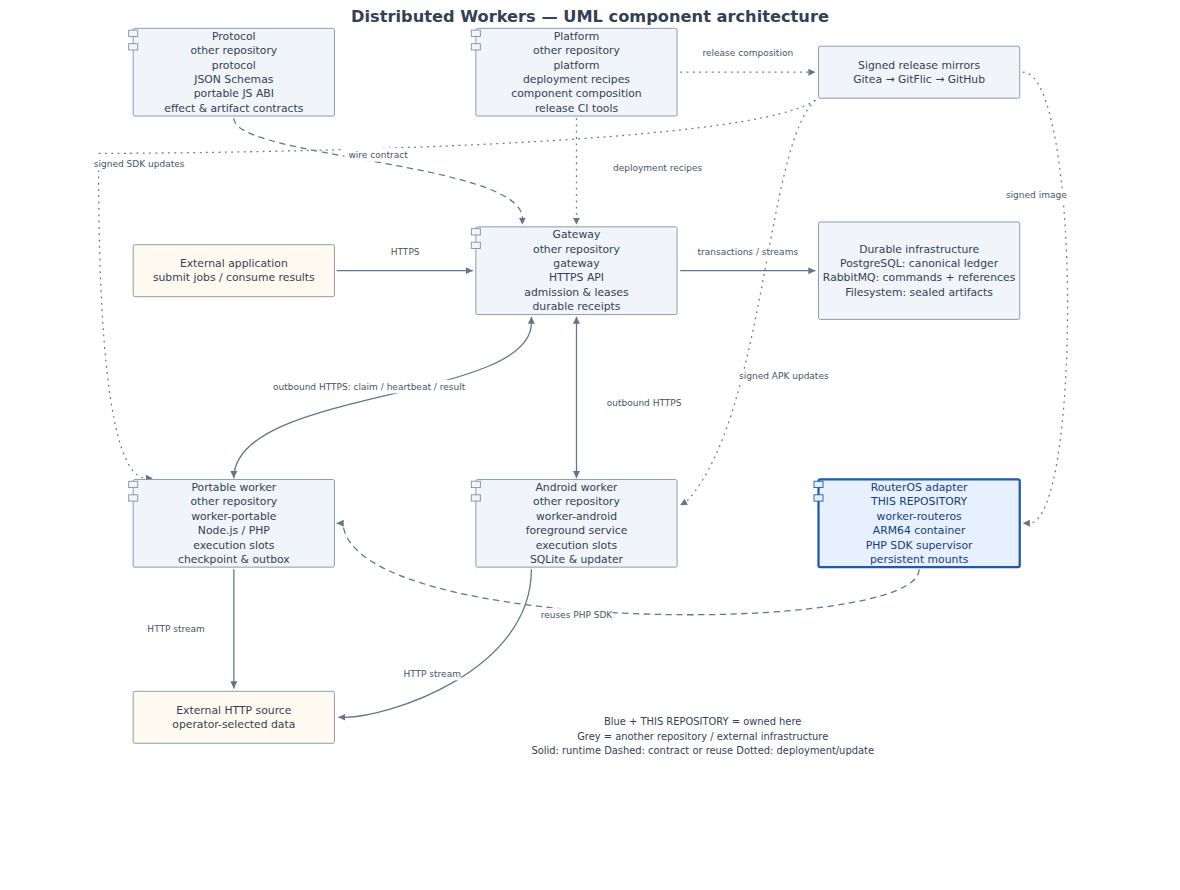 Distributed Workers — UML component architecture
Protocol
other repository
protocol
JSON Schemas
portable JS ABI
effect & artifact contracts
Platform
other repository
platform
deployment recipes
component composition
release CI tools
release composition
Signed release mirrors
Gitea → GitFlic → GitHub
signed SDK updates
wire contract
deployment recipes
signed image
External application
submit jobs / consume results
HTTPS
Gateway
other repository
gateway
HTTPS API
admission & leases
durable receipts
transactions / streams
Durable infrastructure
PostgreSQL: canonical ledger
RabbitMQ: commands + references
Filesystem: sealed artifacts
outbound HTTPS: claim / heartbeat / result
outbound HTTPS
signed APK updates
Portable worker
other repository
worker-portable
Node.js / PHP
execution slots
checkpoint & outbox
Android worker
other repository
worker-android
foreground service
execution slots
SQLite & updater
RouterOS adapter
THIS REPOSITORY
worker-routeros
ARM64 container
PHP SDK supervisor
persistent mounts
reuses PHP SDK
HTTP stream
HTTP stream
External HTTP source
operator-selected data
Blue + THIS REPOSITORY = owned here
Grey = another repository / external infrastructure
Solid: runtime Dashed: contract or reuse Dotted: deployment/update